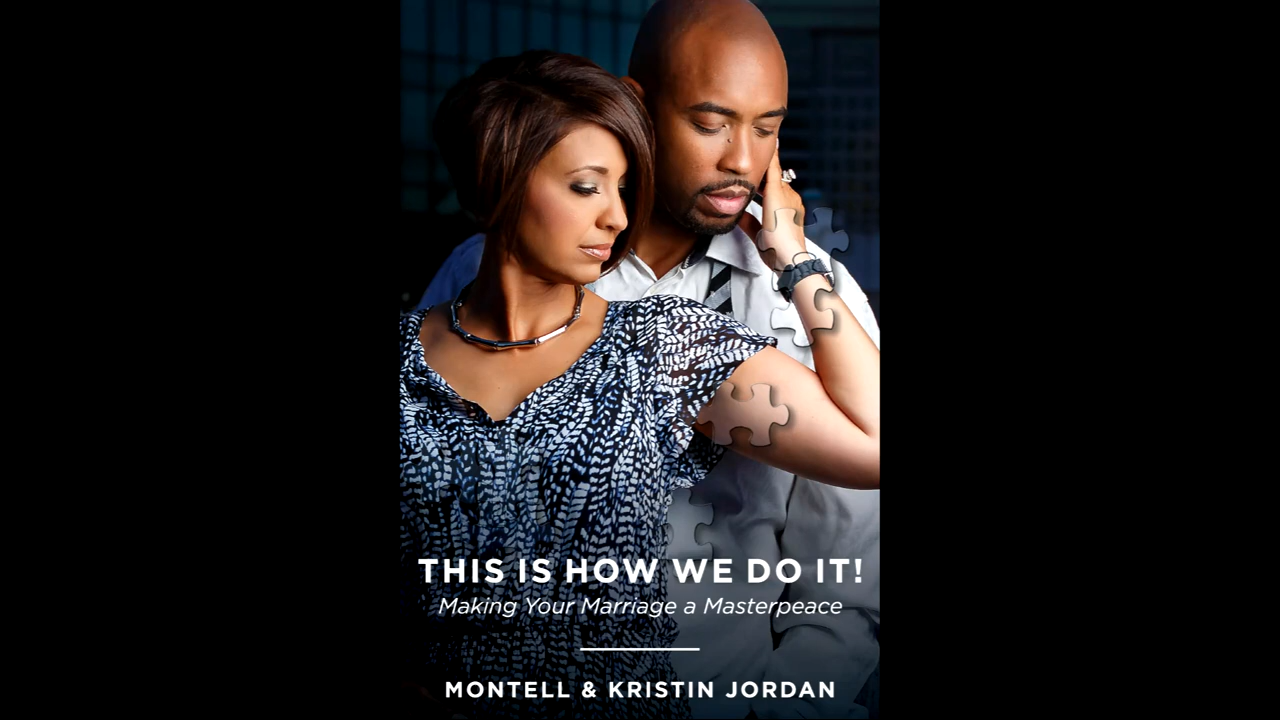 THIS IS HOW WE DO IT!
Making Your Marriage a Masterpeace
MONTELL & KRISTIN JORDAN